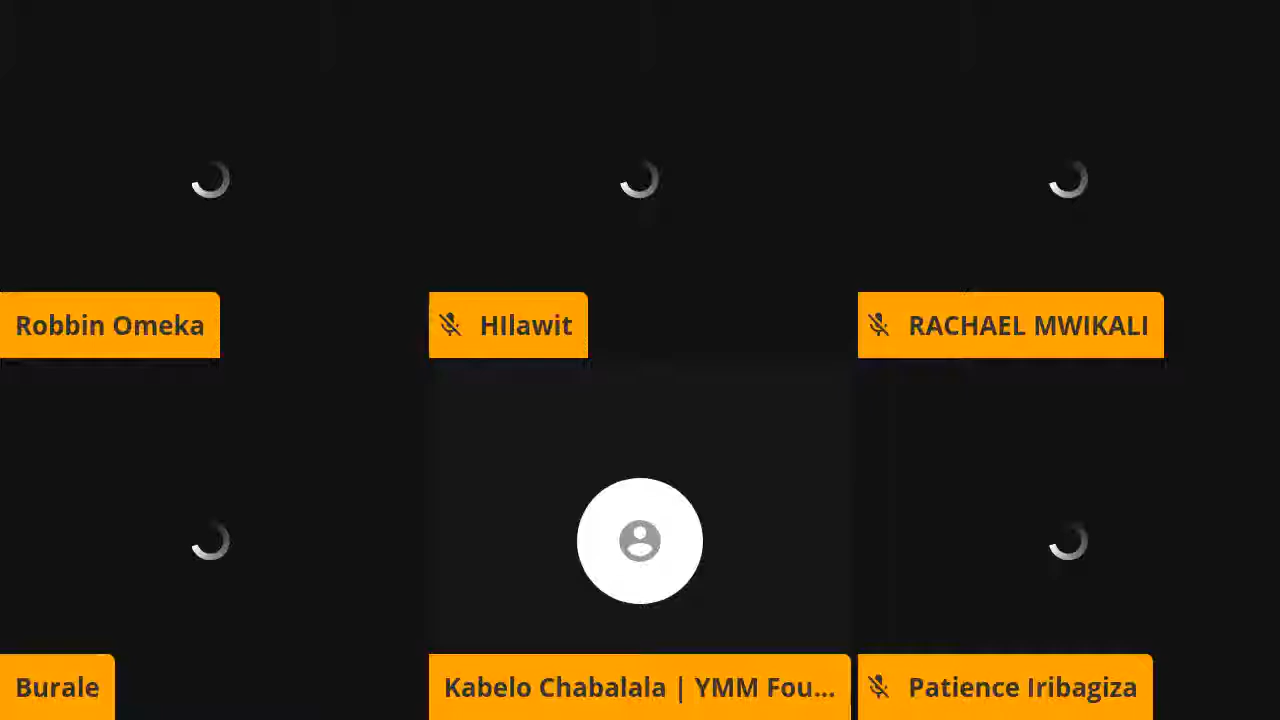 Robbin Omeka
HIlawit
RACHAEL MWIKALI
Burale
Kabelo Chabalala | YMM Fou...
Patience Iribagiza